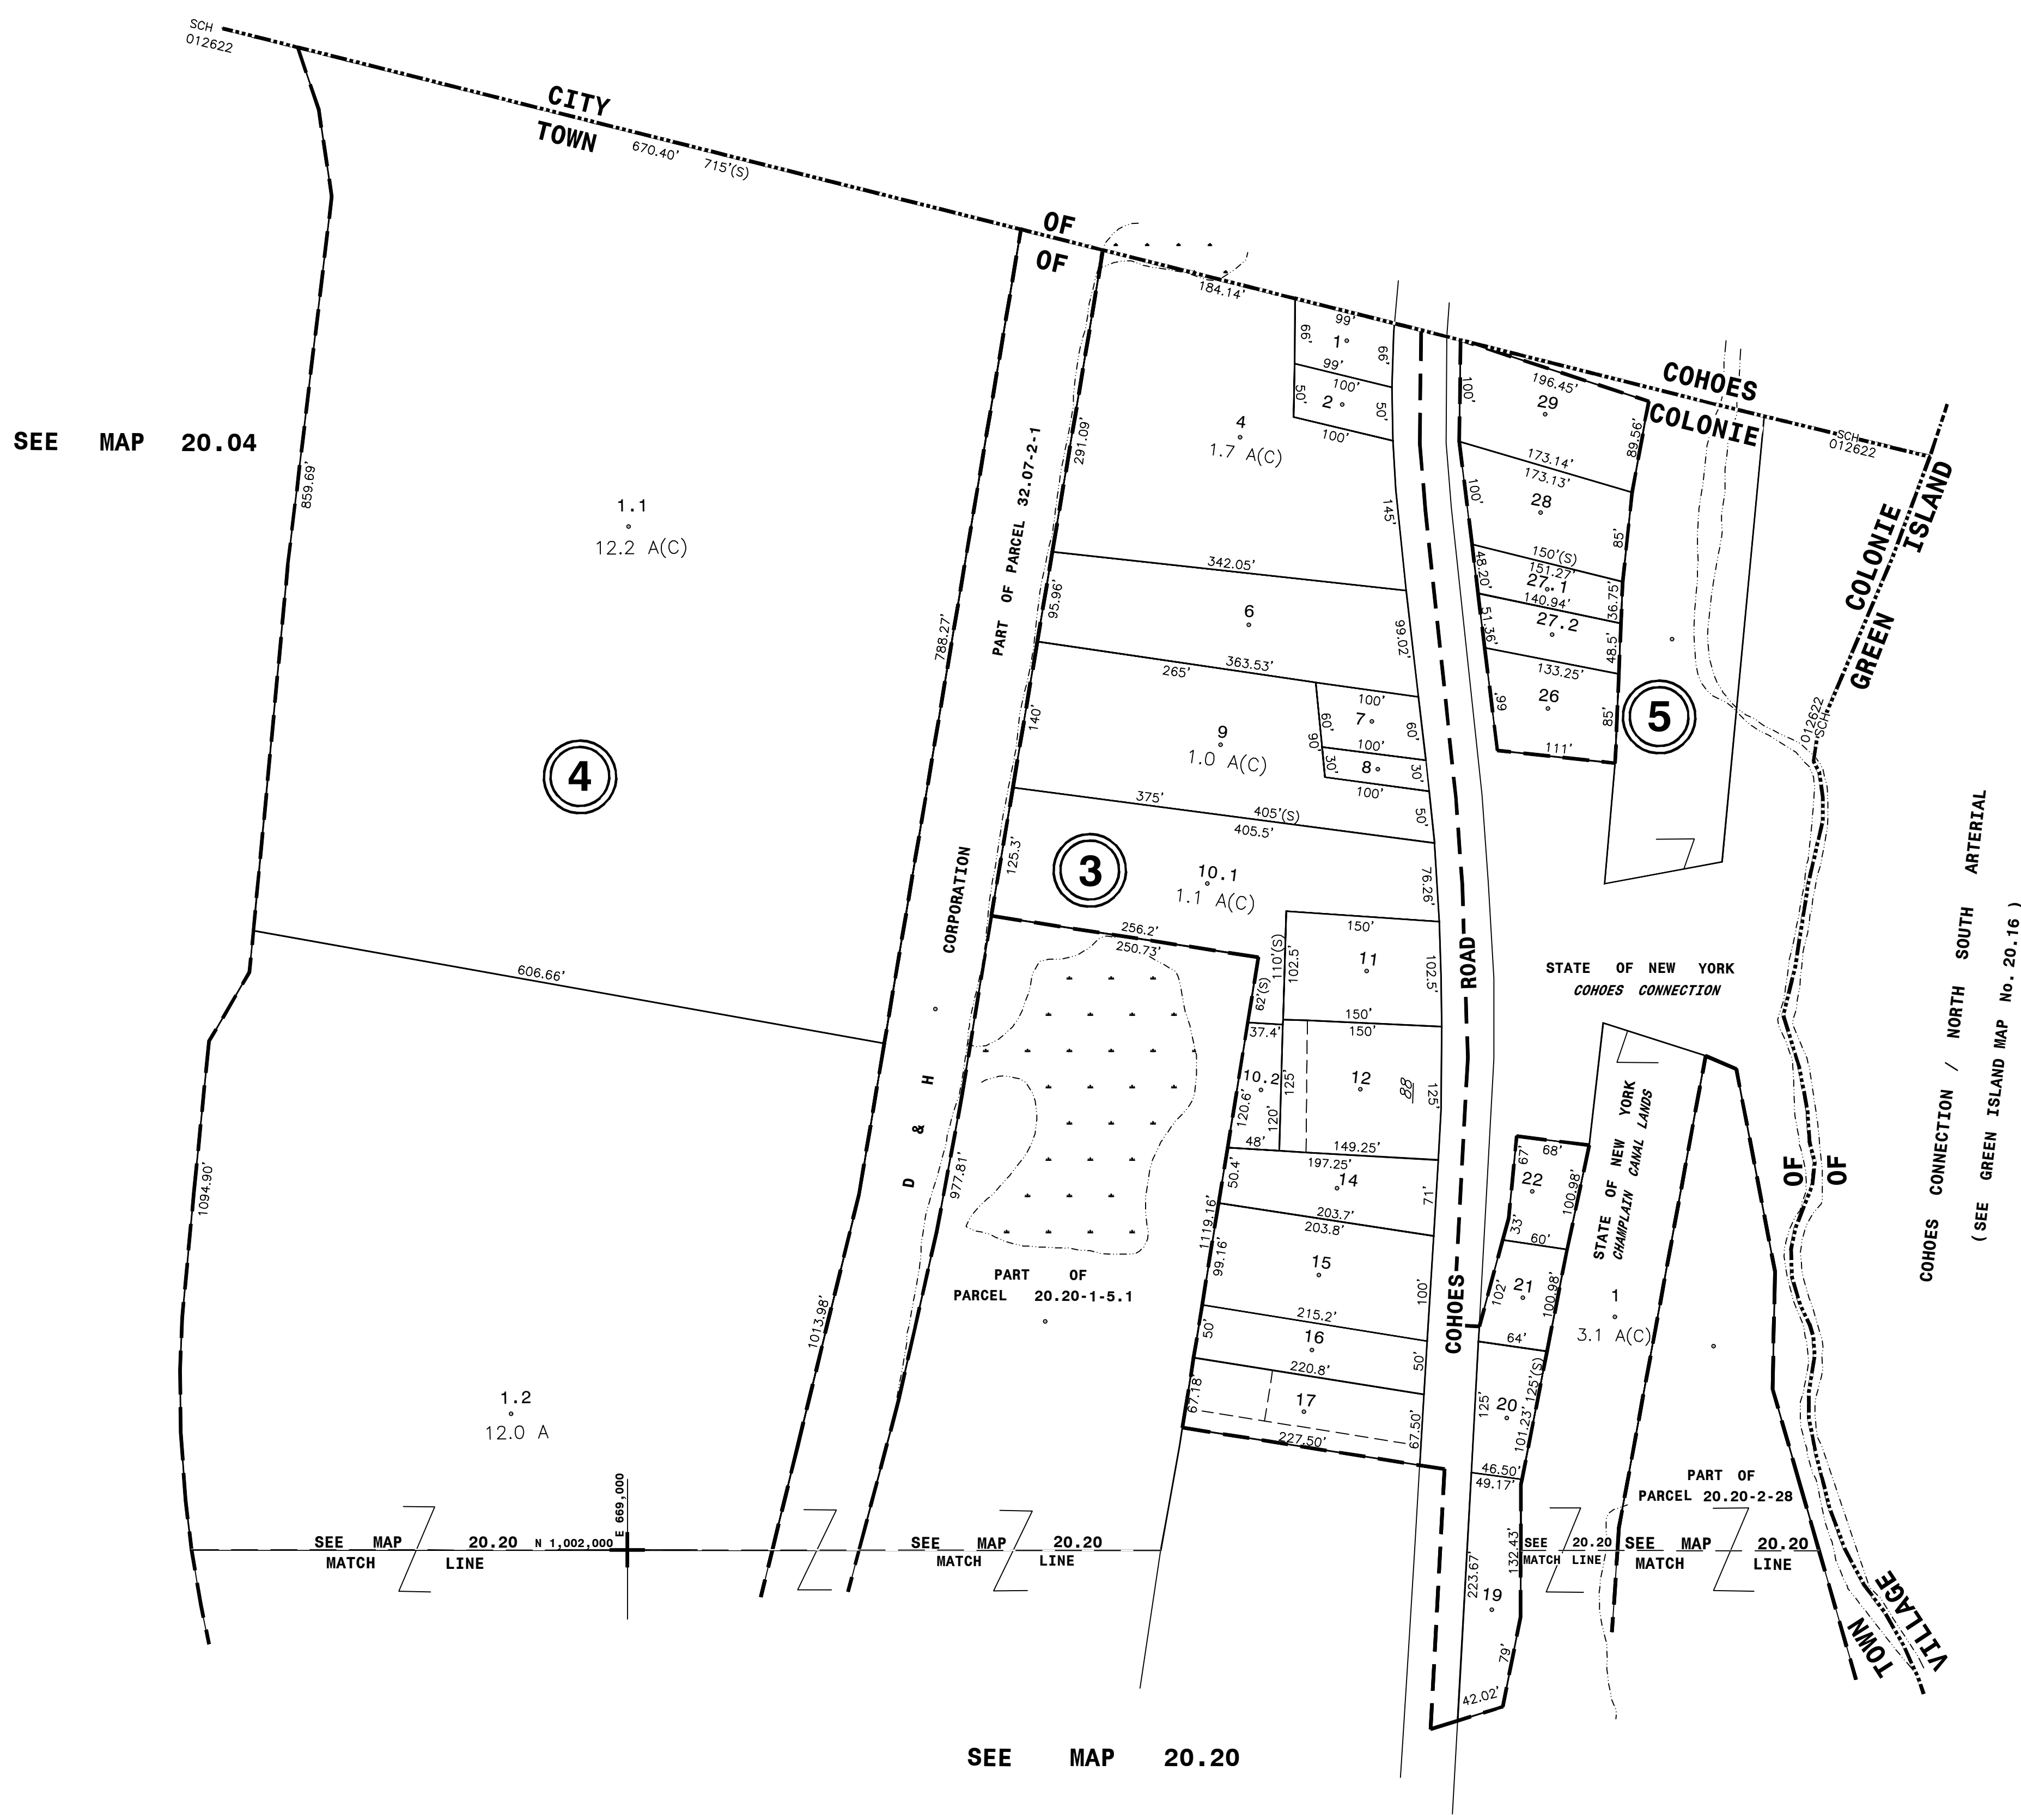 SCH
012622
CITY
TOWN
670.40'
715'(S)
OF
OF
184.14'
COHOES
COLONIE
SCH
012622
SEE MAP 20.04
859.69'
1.1
12.2 A(C)
4
788.27'
606.66'
1094.90'
1.2
12.0 A
1013.98'
PART OF PARCEL 32.07-2-1
D & H CORPORATION
291.09'
95.96'
140'
125.3'
977.81'
4
1.7 A(C)
99'
66'
1
66'
99'
100'
50'
2
50'
100'
145'
342.05'
6
99.02'
363.53'
265'
100'
60'
7
60'
90'
100'
30'
8
30'
100'
9
1.0 A(C)
50'
375'
405'(S)
405.5'
3
10.1
1.1 A(C)
76.26'
256.2'
250.73'
150'
110'(S)
102.5'
11
102.5'
62'(S)
150'
37.4'
150'
10.2
125'
12
88
125'
120.6'
120'
48'
149.25'
197.25'
50.4'
14
71'
203.7'
203.8'
1119.16'
99.16'
15
100'
215.2'
50'
16
50'
220.8'
67.18'
17
67.50'
227.50'
PART OF
PARCEL 20.20-1-5.1
COHOES ROAD
100'
196.45'
29
89.56'
173.14'
173.13'
100'
28
85'
150'(S)
151.27'
48.20'
27.1
36.75'
140.94'
51.36'
27.2
48.5'
133.25'
99'
26
85'
111'
5
STATE OF NEW YORK
COHOES CONNECTION
67'
68'
22
100.98'
33'
60'
102'
21
100.98'
64'
125'
20
125'(S)
101.23'
46.50'
49.17'
223.67'
132.43'
19
79'
42.02'
STATE OF NEW YORK
CHAMPLAIN CANAL LANDS
1
3.1 A(C)
PART OF
PARCEL 20.20-2-28
COLONIE
GREEN ISLAND
012622
SCH
OF
OF
TOWN
VILLAGE
COHOES CONNECTION / NORTH SOUTH ARTERIAL
( SEE GREEN ISLAND MAP No. 20.16 )
SEE MAP 20.20
MATCH LINE
N 1,002,000
E 669,000
SEE MAP 20.20
MATCH LINE
SEE 20.20
MATCH LINE
SEE MAP 20.20
MATCH LINE
SEE MAP 20.20